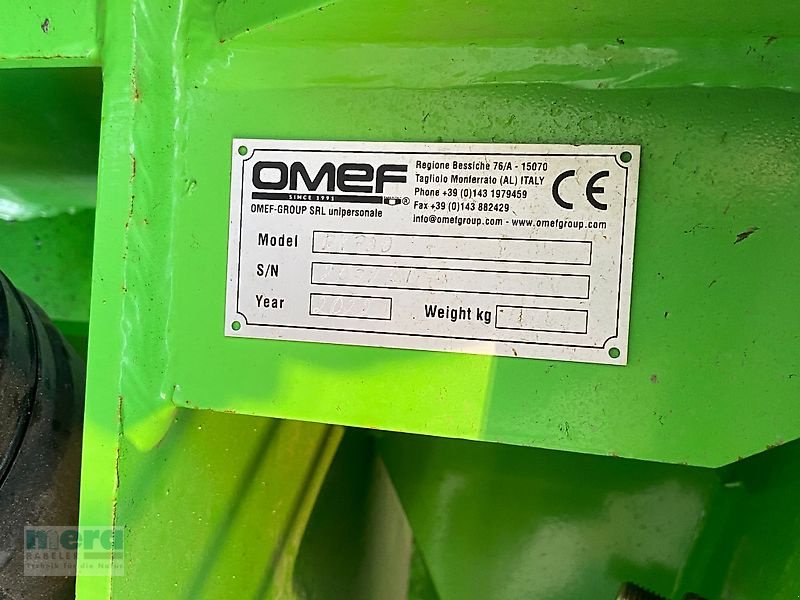 OMEF®
SINCE 1991
OMEF-GROUP SRL unipersonale
Regione Bessiche 76/A - 15070
Tagliolo Monferrato (AL) ITALY
Phone +39 (0)143 1979459
Fax +39 (0)143 882429
info@omefgroup.com - www.omefgroup.com
CE
Model
S/N
Year
Weight kg
mera
RABELER
Technik für die Natur